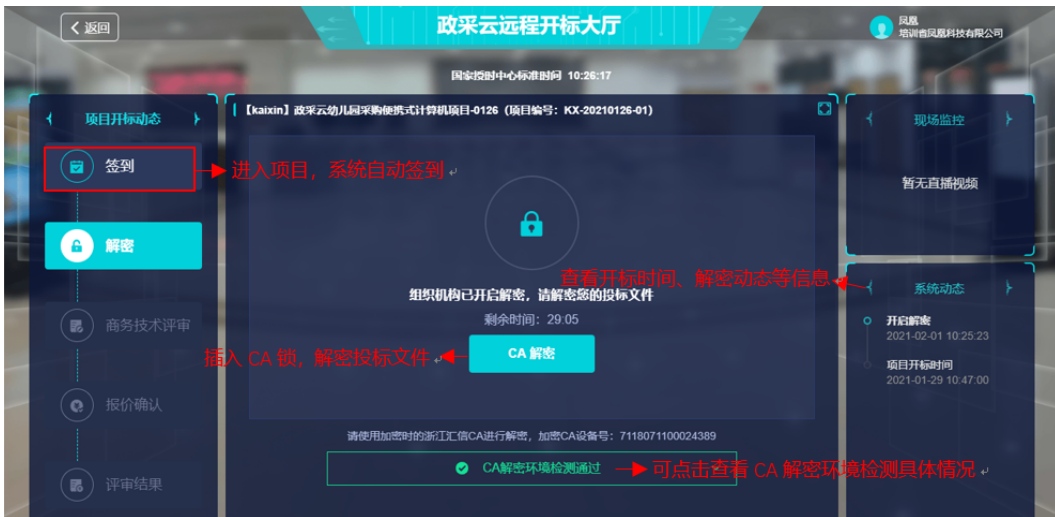 返回
政采云远程开标大厅
凤凰
培训省凤凰科技有限公司
国家授时中心标准时间 10:26:17
项目开标动态
【kaixin】政采云幼儿园采购便携式计算机项目-0126（项目编号：KX-20210126-01）
现场监控
签到
进入项目，系统自动签到
暂无直播视频
解密
查看开标时间、解密动态等信息
系统动态
组织机构已开启解密，请解密您的投标文件
剩余时间：29:05
开启解密
2021-02-01 10:25:23
商务技术评审
插入 CA 锁，解密投标文件
CA 解密
项目开标时间
2021-01-29 10:47:00
报价确认
请使用加密时的浙江汇信CA进行解密，加密CA设备号：7118071100024389
CA解密环境检测通过
可点击查看 CA 解密环境检测具体情况
评审结果